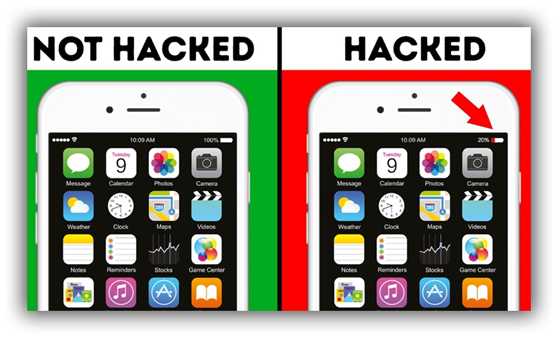 NOT HACKED
HACKED
10:09 AM 100%
Tuesday
9
Message Calendar Photos Camera
Weather Clock Maps Videos
Notes Reminders Stocks Game Center
10:09 AM 20%
Tuesday
9
Message Calendar Photos Camera
Weather Clock Maps Videos
Notes Reminders Stocks Game Center